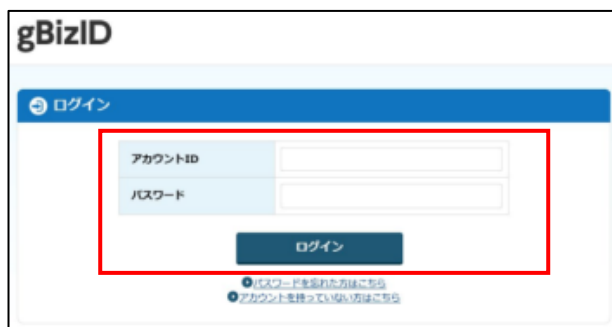 gBizID
ログイン
アカウントID
パスワード
ログイン
パスワードを忘れた方はこちら
アカウントを持っていない方はこちら